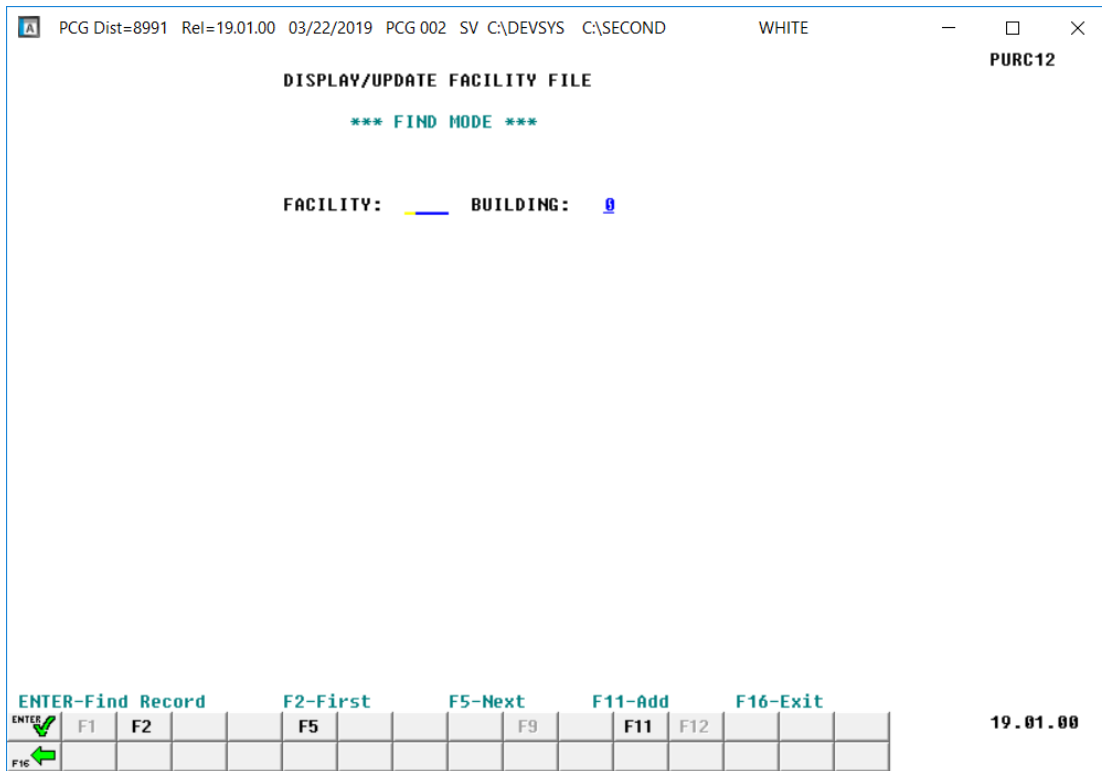 A PCG Dist=8991 Rel=19.01.00 03/22/2019 PCG 002 SV C:\DEVSYS C:\SECOND WHITE
PURC12
DISPLAY/UPDATE FACILITY FILE
*** FIND MODE ***
FACILITY: ____ BUILDING: 0
ENTER-Find Record F2-First F5-Next F11-Add F16-Exit
ENTER F1 F2 F5 F9 F11 F12 19.01.00
F16